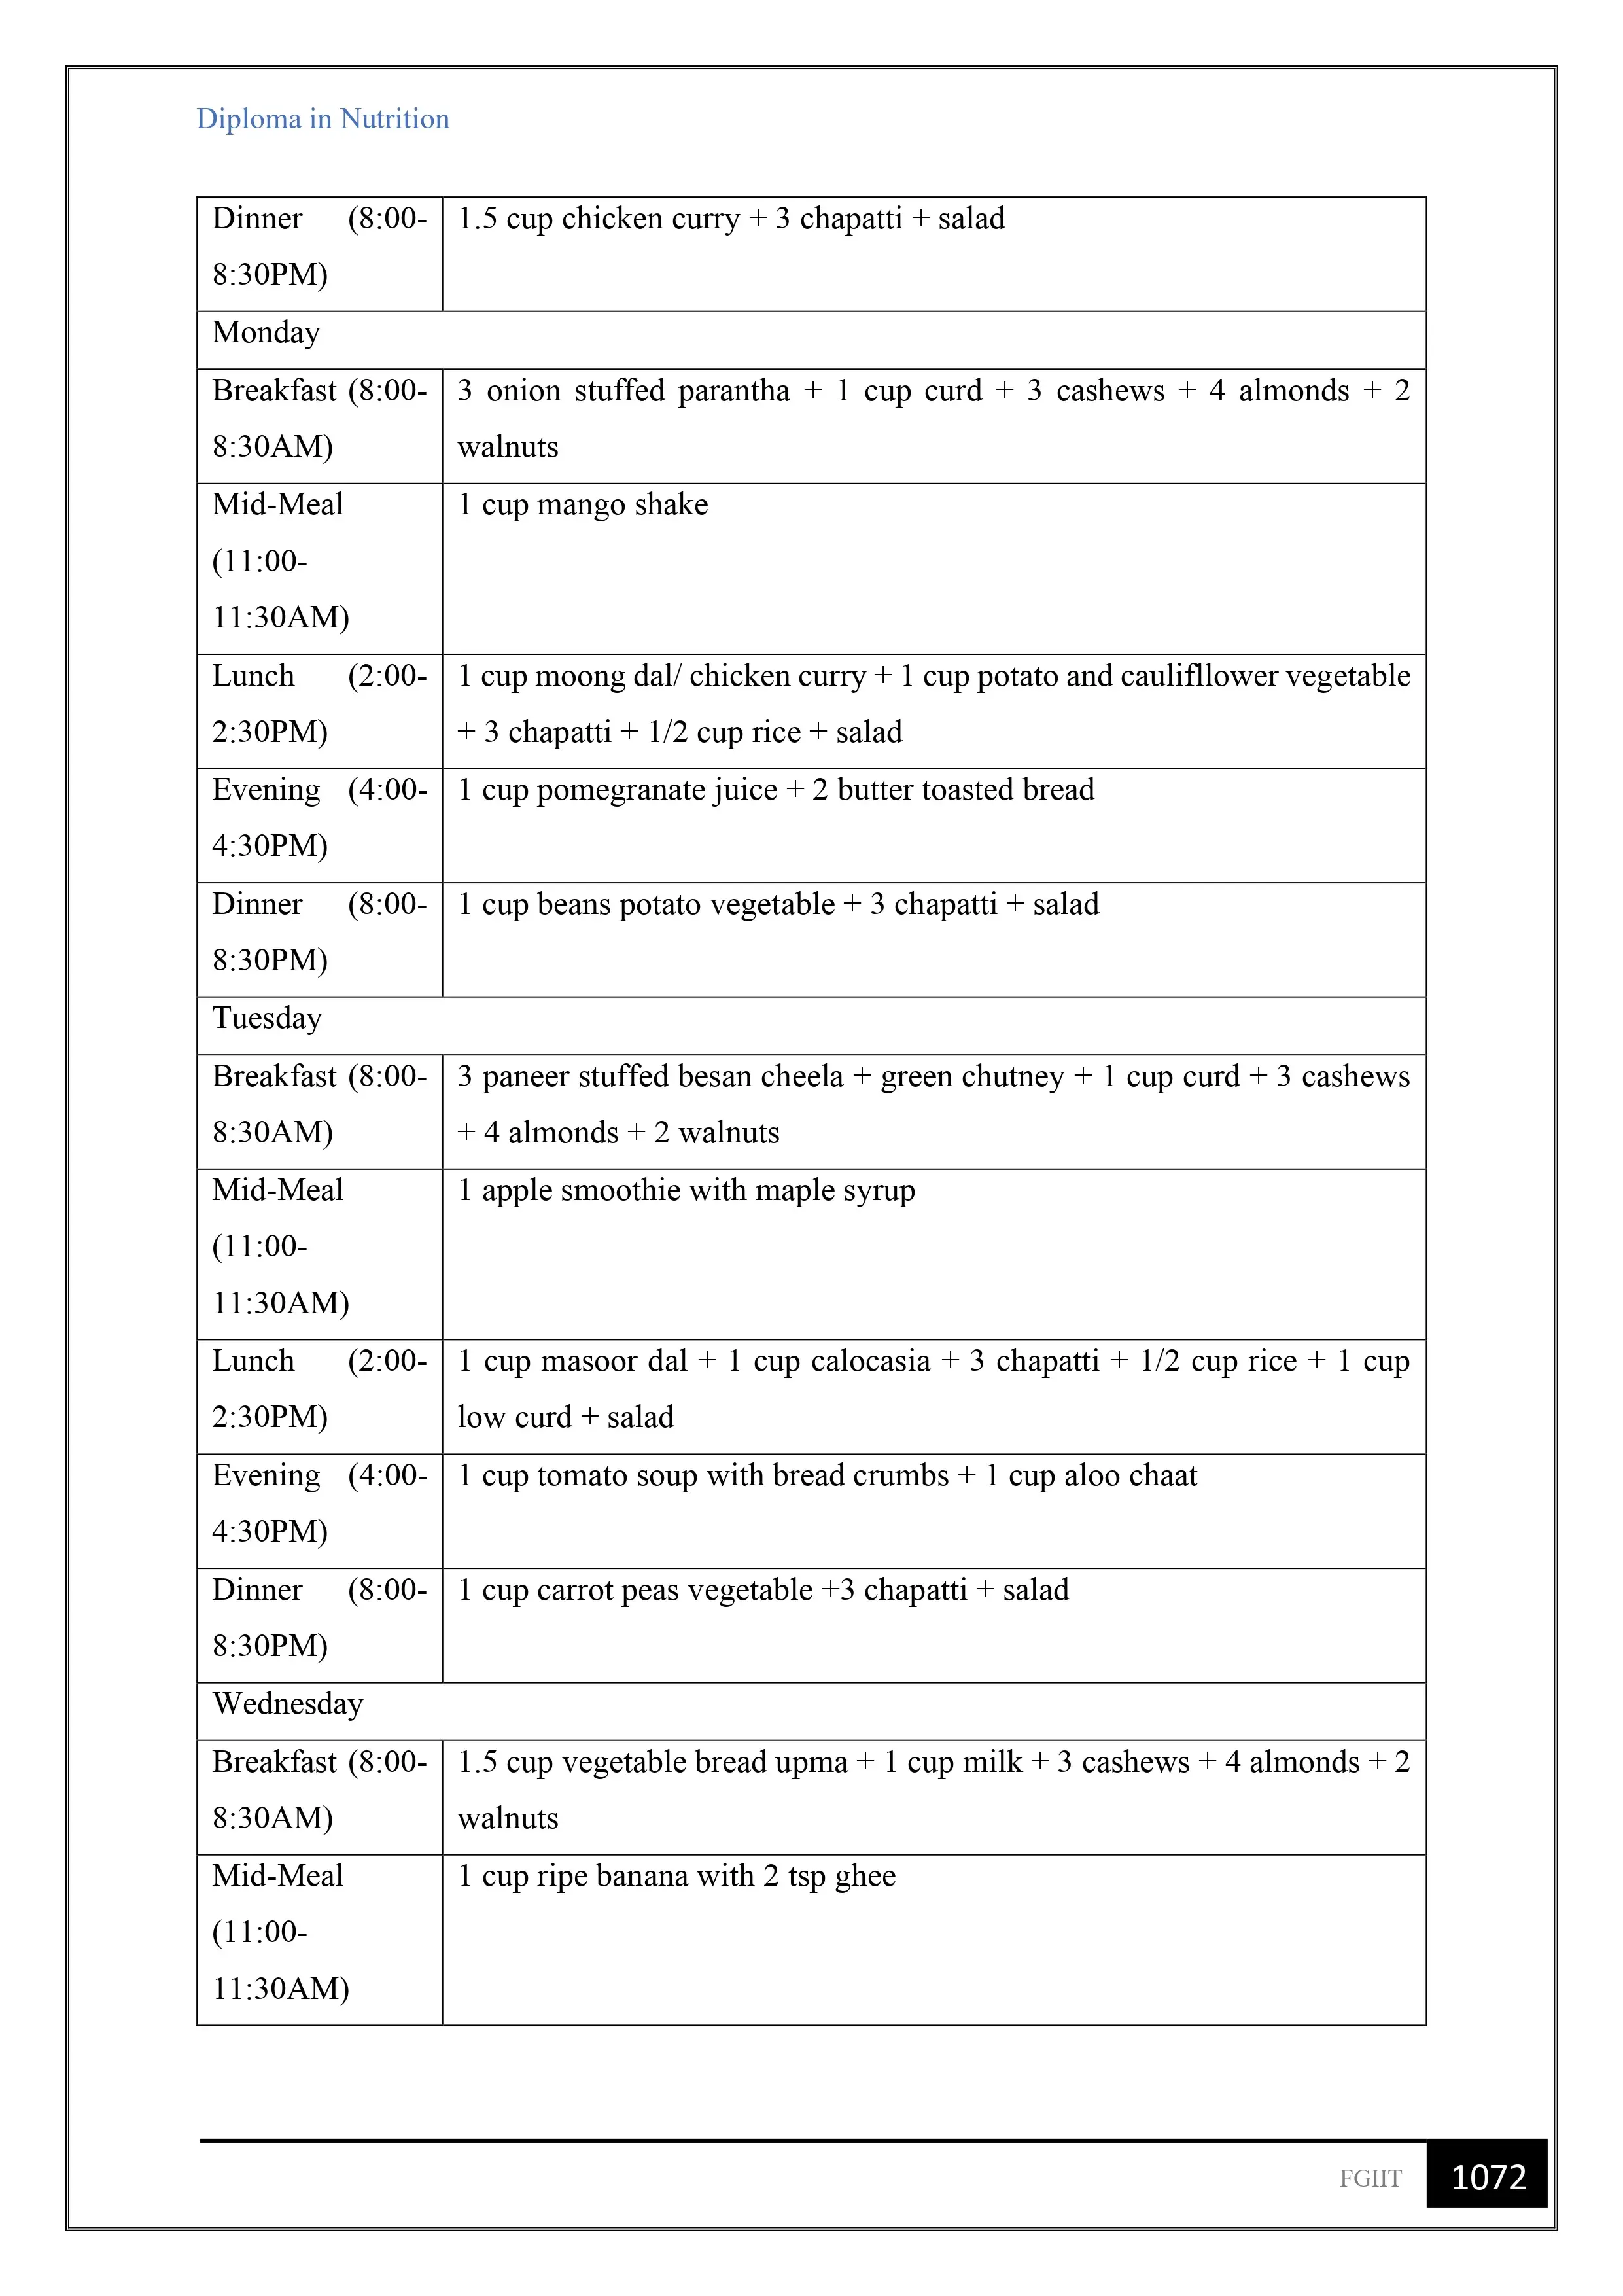 Diploma in Nutrition
Dinner (8:00-
8:30PM)
1.5 cup chicken curry + 3 chapatti + salad
Monday
Breakfast (8:00-
8:30AM)
3 onion stuffed parantha + 1 cup curd + 3 cashews + 4 almonds + 2
walnuts
Mid-Meal
(11:00-
11:30AM)
1 cup mango shake
Lunch (2:00-
2:30PM)
1 cup moong dal/ chicken curry + 1 cup potato and caulifllower vegetable
+ 3 chapatti + 1/2 cup rice + salad
Evening (4:00-
4:30PM)
1 cup pomegranate juice + 2 butter toasted bread
Dinner (8:00-
8:30PM)
1 cup beans potato vegetable + 3 chapatti + salad
Tuesday
Breakfast (8:00-
8:30AM)
3 paneer stuffed besan cheela + green chutney + 1 cup curd + 3 cashews
+ 4 almonds + 2 walnuts
Mid-Meal
(11:00-
11:30AM)
1 apple smoothie with maple syrup
Lunch (2:00-
2:30PM)
1 cup masoor dal + 1 cup calocasia + 3 chapatti + 1/2 cup rice + 1 cup
low curd + salad
Evening (4:00-
4:30PM)
1 cup tomato soup with bread crumbs + 1 cup aloo chaat
Dinner (8:00-
8:30PM)
1 cup carrot peas vegetable +3 chapatti + salad
Wednesday
Breakfast (8:00-
8:30AM)
1.5 cup vegetable bread upma + 1 cup milk + 3 cashews + 4 almonds + 2
walnuts
Mid-Meal
(11:00-
11:30AM)
1 cup ripe banana with 2 tsp ghee
FGIIT 1072